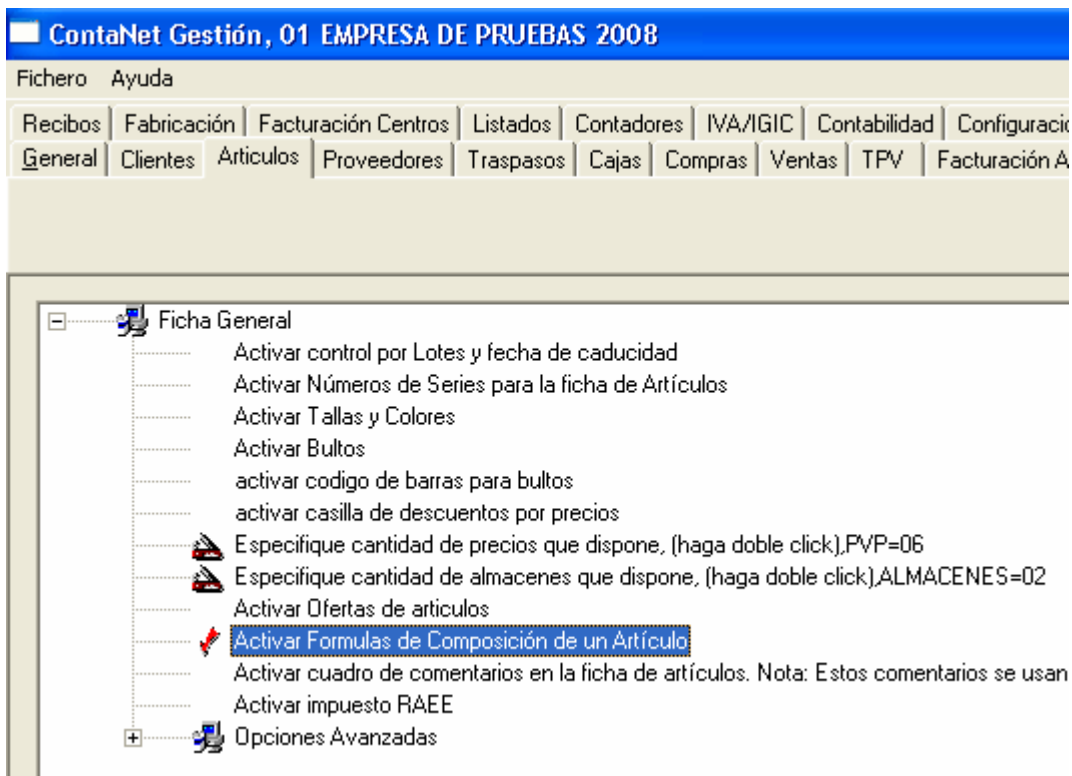 ContaNet Gestión, 01 EMPRESA DE PRUEBAS 2008
Fichero Ayuda
Recibos Fabricación Facturación Centros Listados Contadores IVA/IGIC Contabilidad Configuració
General Clientes Articulos Proveedores Traspasos Cajas Compras Ventas TPV Facturación A
Ficha General
Activar control por Lotes y fecha de caducidad
Activar Números de Series para la ficha de Artículos
Activar Tallas y Colores
Activar Bultos
activar codigo de barras para bultos
activar casilla de descuentos por precios
Especifique cantidad de precios que dispone, (haga doble click),PVP=06
Especifique cantidad de almacenes que dispone, (haga doble click),ALMACENES=02
Activar Ofertas de articulos
Activar Formulas de Composición de un Artículo
Activar cuadro de comentarios en la ficha de artículos. Nota: Estos comentarios se usan
Activar impuesto RAEE
Opciones Avanzadas